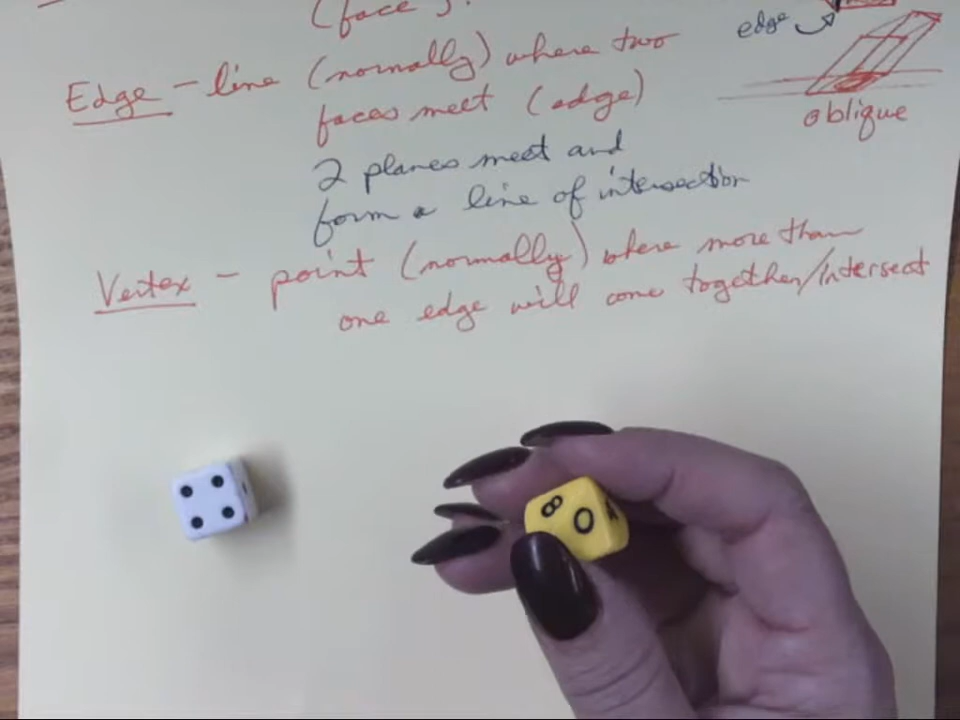 (face).
edge
Edge - line (normally) where two
faces meet (edge)
oblique
2 planes meet and
form a line of intersection
Vertex - point (normally) where more than
one edge will come together/intersect
8 0